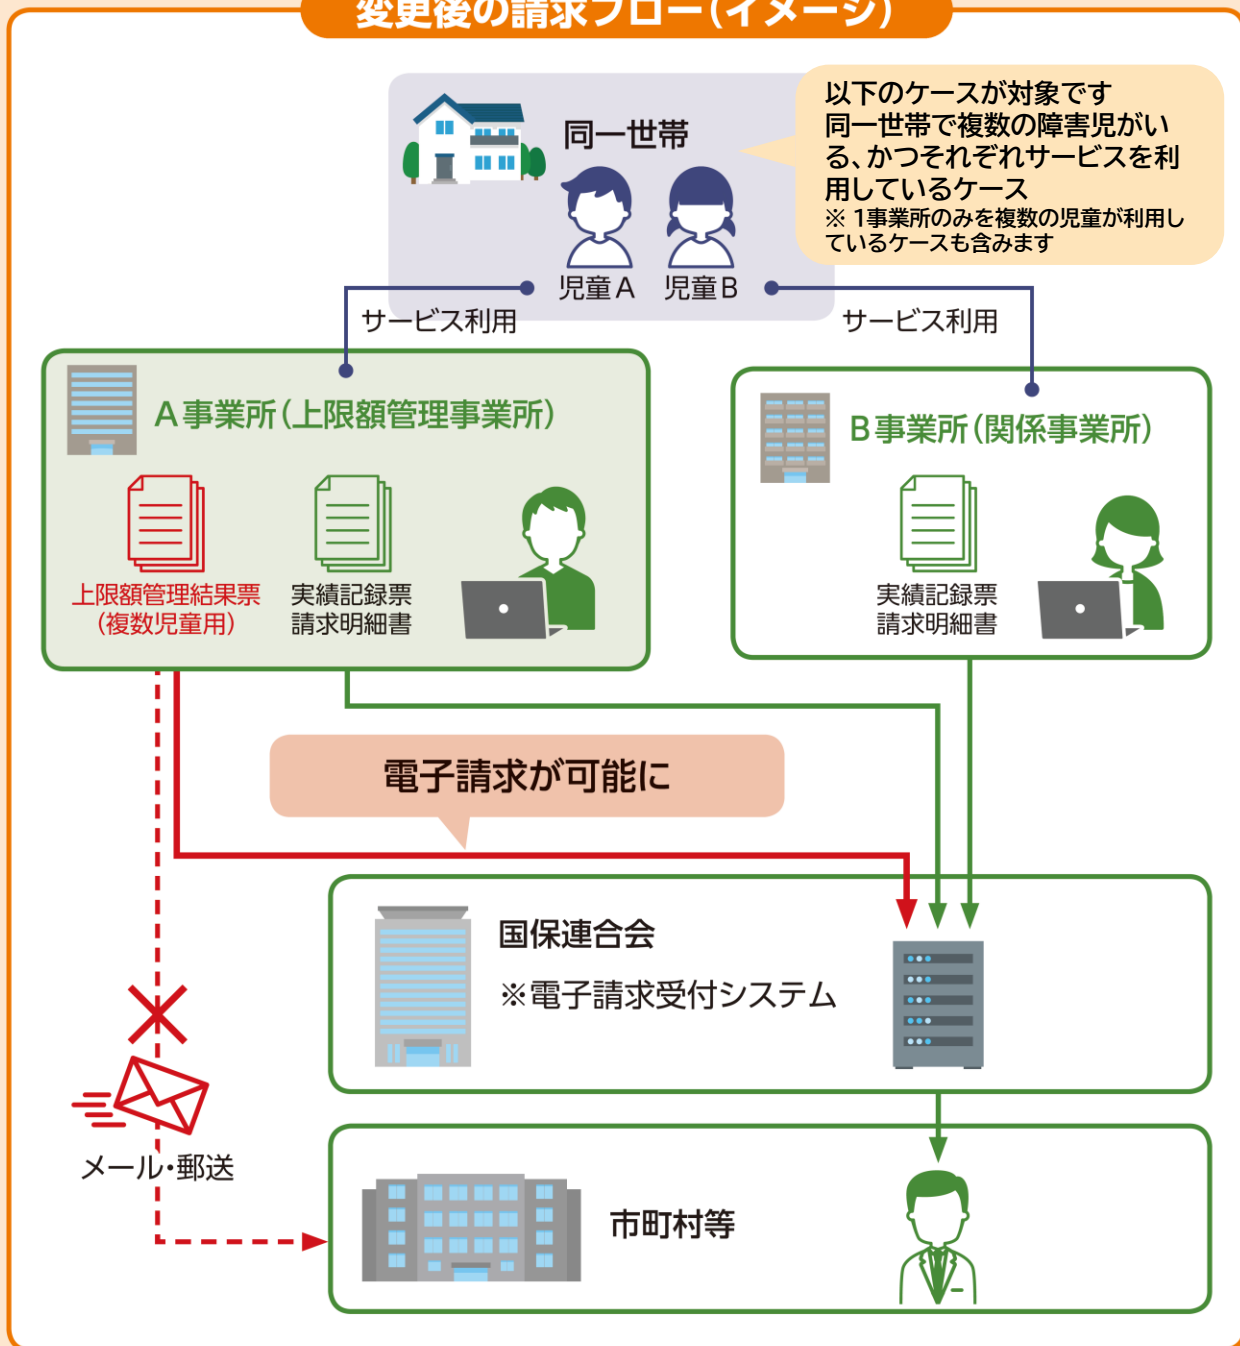 変更後の請求フロー(イメージ)
以下のケースが対象です
同一世帯で複数の障害児がい
る、かつそれぞれサービスを利
用しているケース
※ 1事業所のみを複数の児童が利用し
ているケースも含みます
同一世帯
児童A
児童B
サービス利用
サービス利用
A事業所(上限額管理事業所)
上限額管理結果票
(複数児童用)
実績記録票
請求明細書
B事業所(関係事業所)
実績記録票
請求明細書
電子請求が可能に
国保連合会
※電子請求受付システム
メール・郵送
市町村等